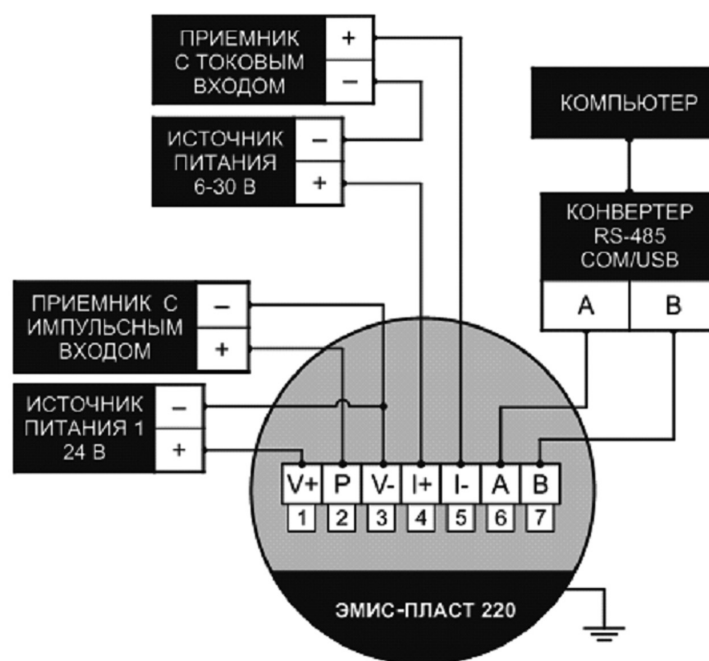 ПРИЕМНИК
С ТОКОВЫМ
ВХОДОМ
+
–
ИСТОЧНИК
ПИТАНИЯ
6-30 В
–
+
КОМПЬЮТЕР
КОНВЕРТЕР
RS-485
COM/USB
A B
ПРИЕМНИК С
ИМПУЛЬСНЫМ
ВХОДОМ
–
+
ИСТОЧНИК
ПИТАНИЯ 1
24 В
–
+
V+ P V- I+ I- A B
1 2 3 4 5 6 7
ЭМИС-ПЛАСТ 220